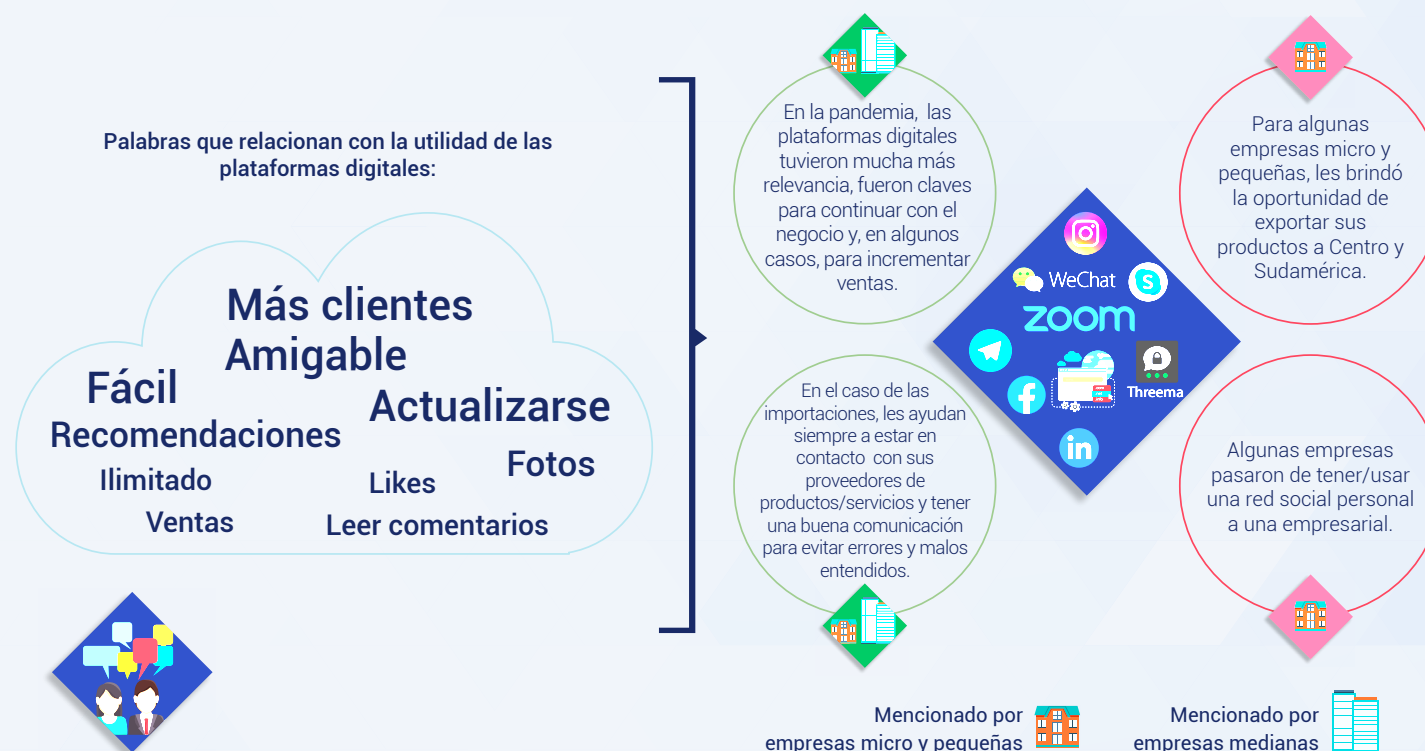 Palabras que relacionan con la utilidad de las
plataformas digitales:
Más clientes
Amigable
Fácil
Actualizarse
Recomendaciones
Fotos
Ilimitado
Likes
Ventas
Leer comentarios
En la pandemia, las
plataformas digitales
tuvieron mucha más
relevancia, fueron claves
para continuar con el
negocio y, en algunos
casos, para incrementar
ventas.
En el caso de las
importaciones, les ayudan
siempre a estar en
contacto con sus
proveedores de
productos/servicios y tener
una buena comunicación
para evitar errores y malos
entendidos.
WeChat
S
zoom
Threema
f
in
Para algunas
empresas micro y
pequeñas, les brindó
la oportunidad de
exportar sus
productos a Centro y
Sudamérica.
Algunas empresas
pasaron de tener/usar
una red social personal
a una empresarial.
Mencionado por
empresas micro y pequeñas
Mencionado por
empresas medianas